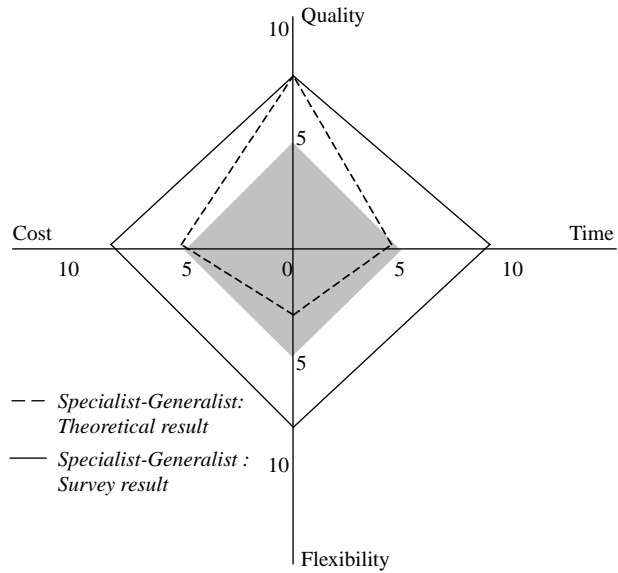 Quality
10
5
Cost
Time
10
5
0
5
10
5
Specialist-Generalist:
Theoretical result
Specialist-Generalist :
Survey result
10
Flexibility